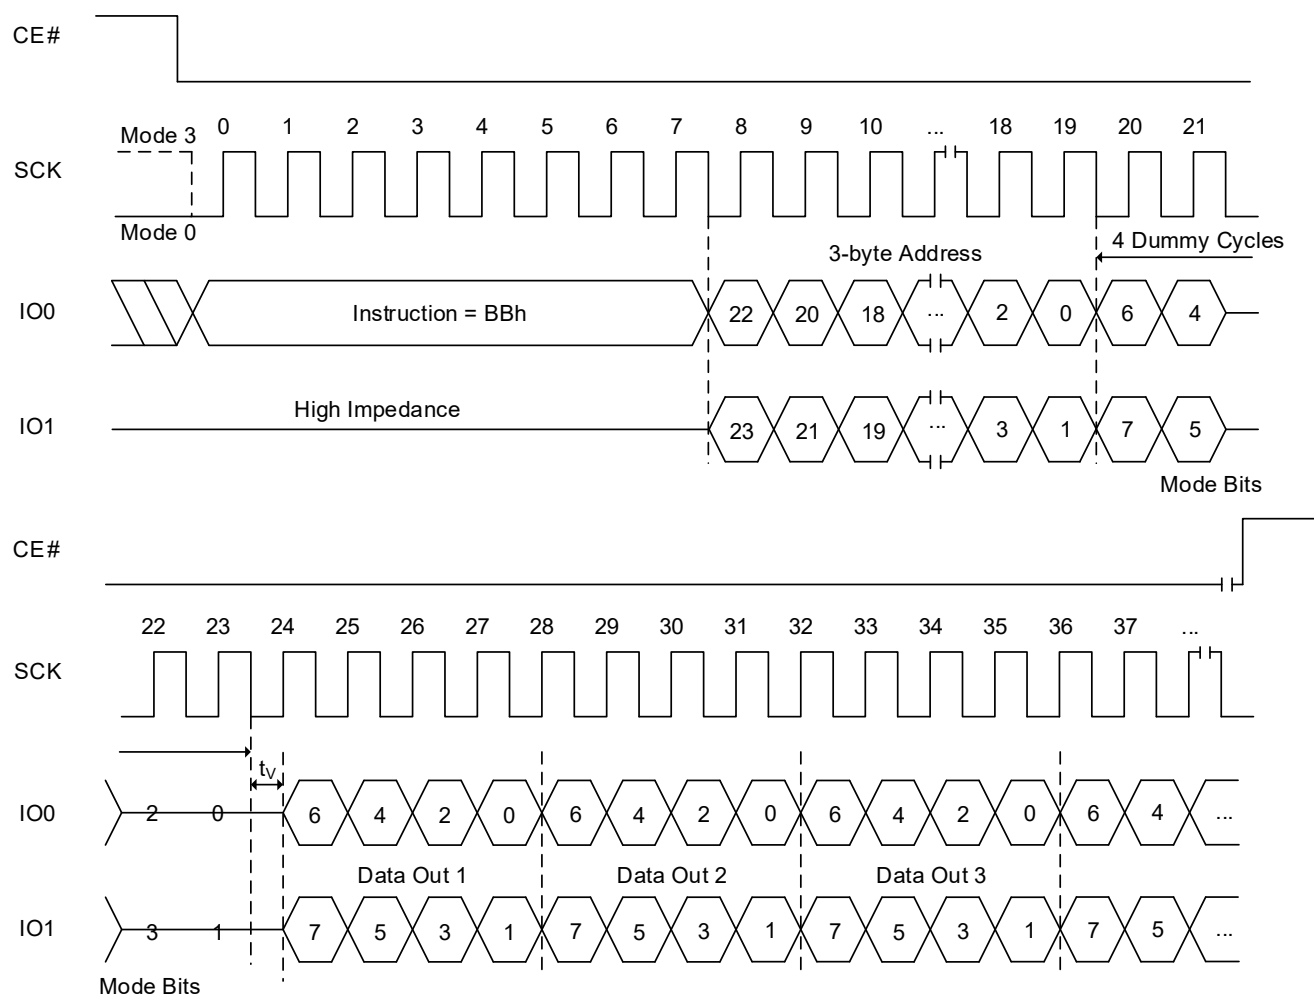 CE#
Mode 3 0 1 2 3 4 5 6 7 8 9 10 ... 18 19 20 21
SCK
Mode 0
3-byte Address 4 Dummy Cycles
IO0 Instruction = BBh 22 20 18 ... 2 0 6 4
High Impedance
IO1 23 21 19 ... 3 1 7 5
Mode Bits
CE#
22 23 24 25 26 27 28 29 30 31 32 33 34 35 36 37 ...
SCK
tV
IO0 2 0 6 4 2 0 6 4 2 0 6 4 2 0 6 4 ...
Data Out 1 Data Out 2 Data Out 3
IO1 3 1 7 5 3 1 7 5 3 1 7 5 3 1 7 5 ...
Mode Bits